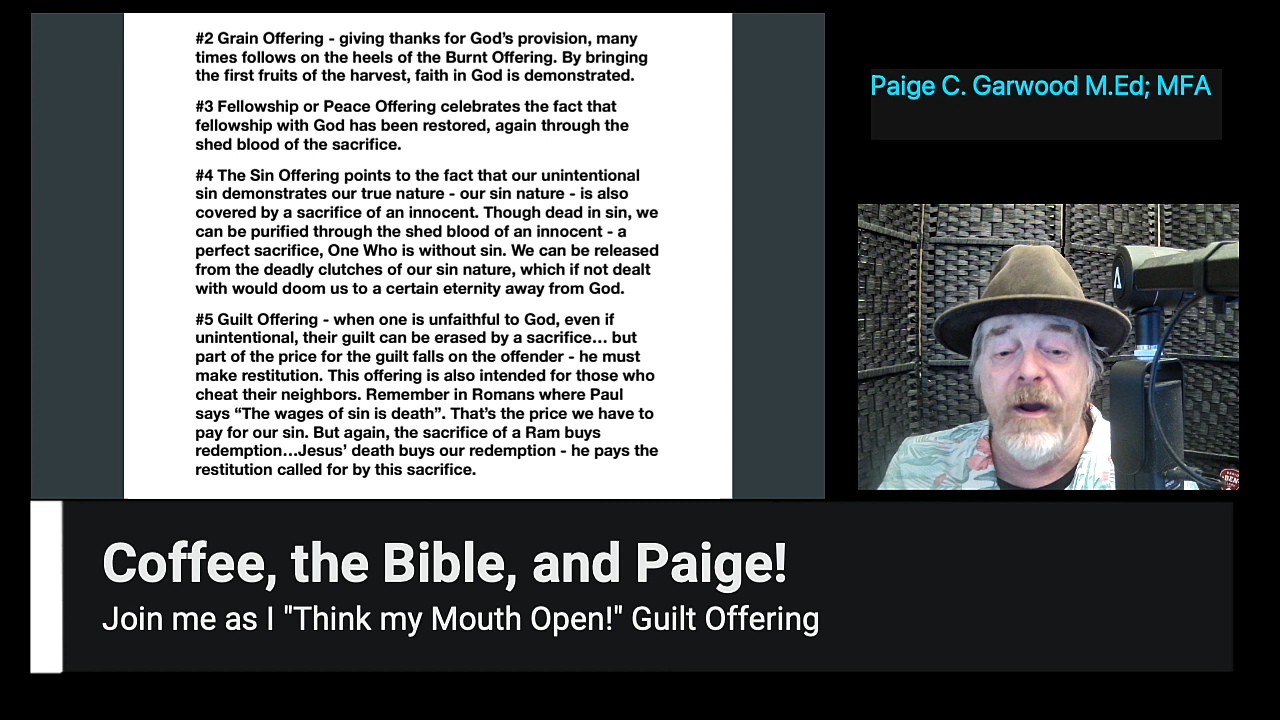 #2 Grain Offering - giving thanks for God’s provision, many
times follows on the heels of the Burnt Offering. By bringing
the first fruits of the harvest, faith in God is demonstrated.
#3 Fellowship or Peace Offering celebrates the fact that
fellowship with God has been restored, again through the
shed blood of the sacrifice.
#4 The Sin Offering points to the fact that our unintentional
sin demonstrates our true nature - our sin nature - is also
covered by a sacrifice of an innocent. Though dead in sin, we
can be purified through the shed blood of an innocent - a
perfect sacrifice, One Who is without sin. We can be released
from the deadly clutches of our sin nature, which if not dealt
with would doom us to a certain eternity away from God.
#5 Guilt Offering - when one is unfaithful to God, even if
unintentional, their guilt can be erased by a sacrifice… but
part of the price for the guilt falls on the offender - he must
make restitution. This offering is also intended for those who
cheat their neighbors. Remember in Romans where Paul
says “The wages of sin is death”. That’s the price we have to
pay for our sin. But again, the sacrifice of a Ram buys
redemption…Jesus’ death buys our redemption - he pays the
restitution called for by this sacrifice.
Paige C. Garwood M.Ed; MFA
Coffee, the Bible, and Paige!
Join me as I "Think my Mouth Open!" Guilt Offering